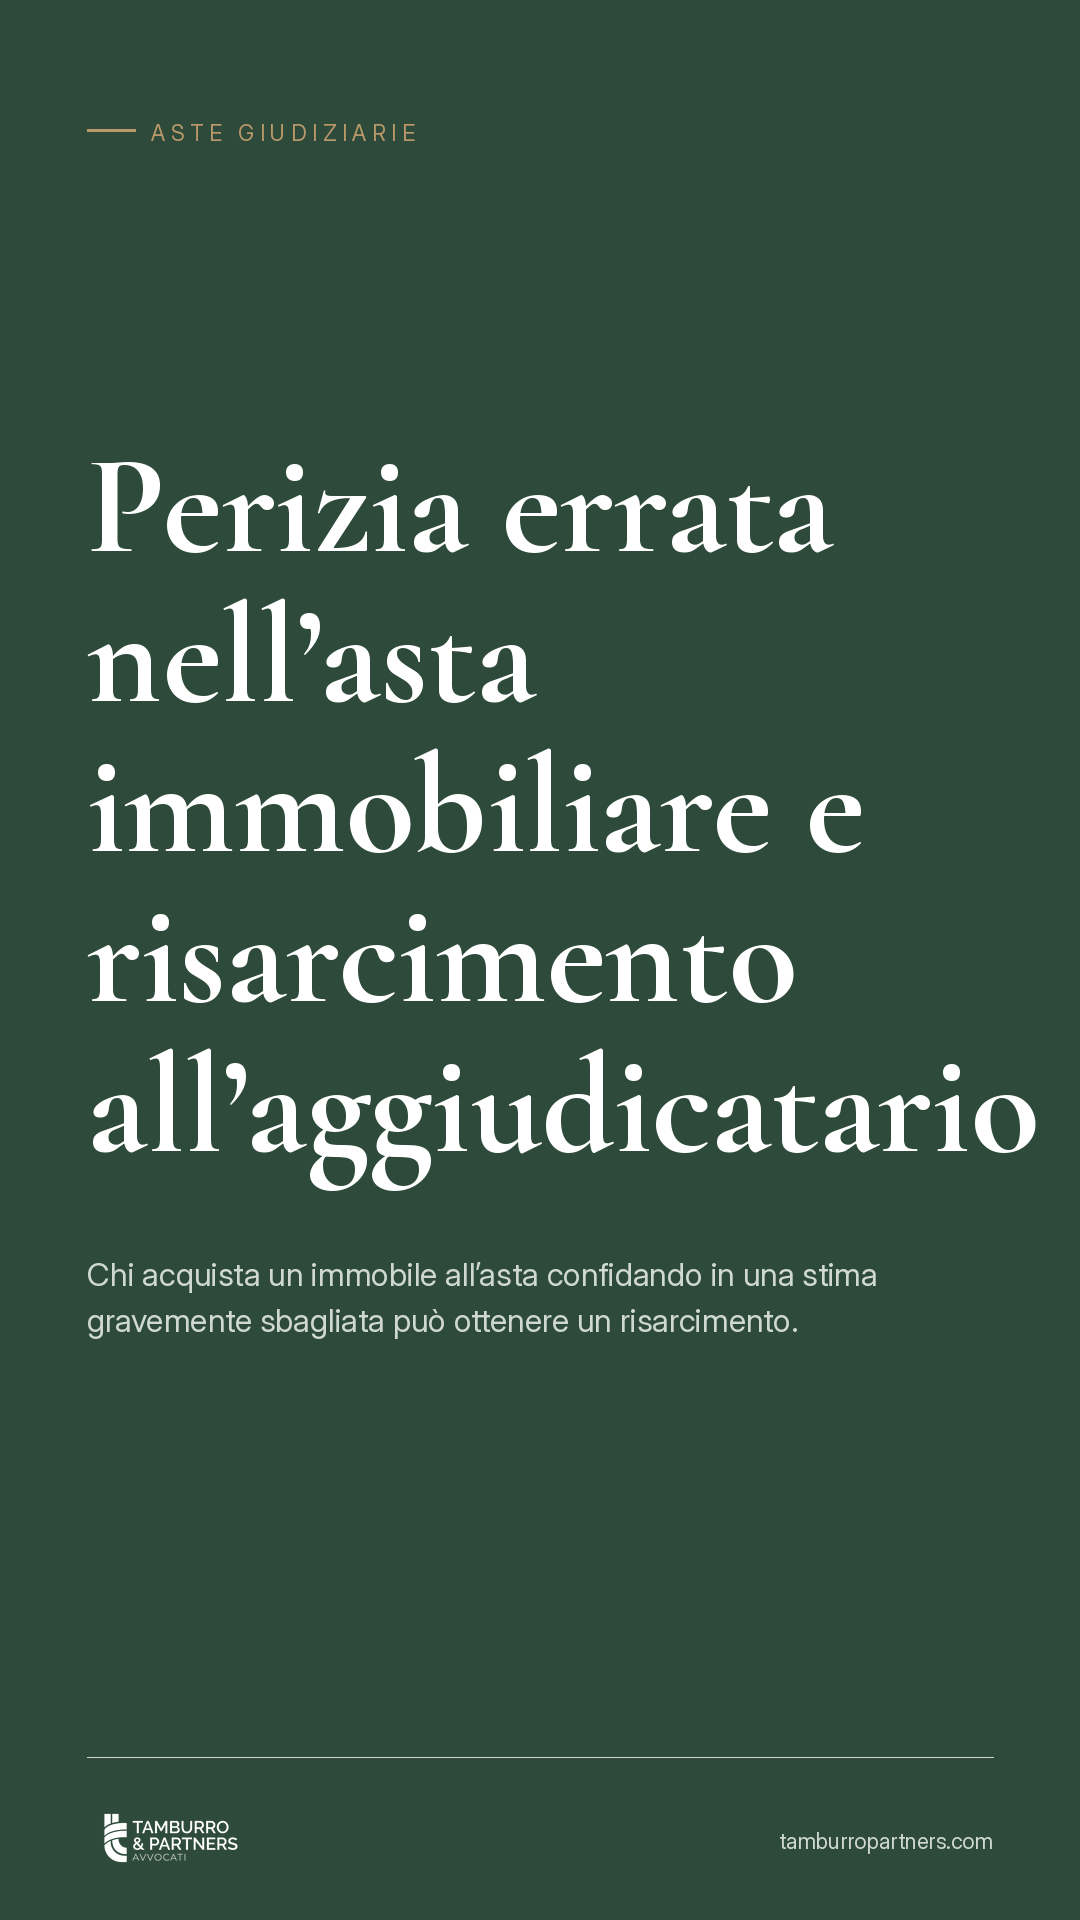 ASTE GIUDIZIARIE
Perizia errata
nell’asta
immobiliare e
risarcimento
all’aggiudicatario
Chi acquista un immobile all’asta confidando in una stima
gravemente sbagliata può ottenere un risarcimento.
TAMBURRO
& PARTNERS
AVVOCATI
tamburropartners.com